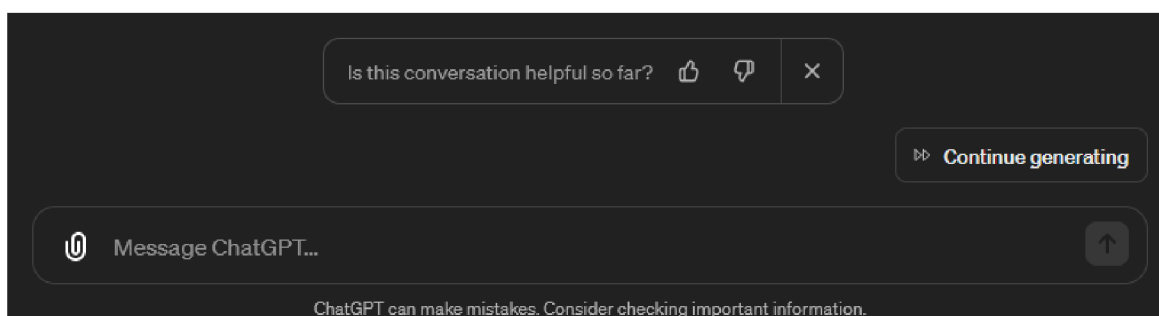 Is this conversation helpful so far?
Continue generating
Message ChatGPT...
ChatGPT can make mistakes. Consider checking important information.